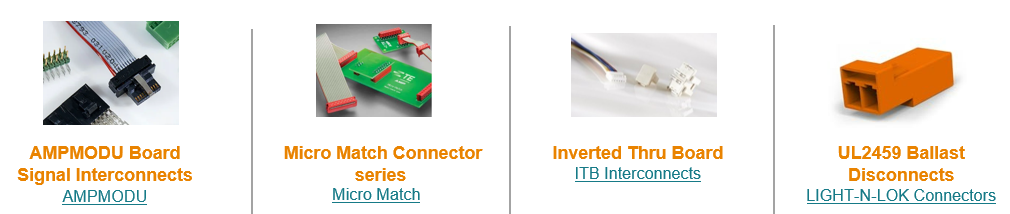 AMPMODU Board
Signal Interconnects
AMPMODU
Micro Match Connector
series
Micro Match
TE
Inverted Thru Board
ITB Interconnects
UL2459 Ballast
Disconnects
LIGHT-N-LOK Connectors